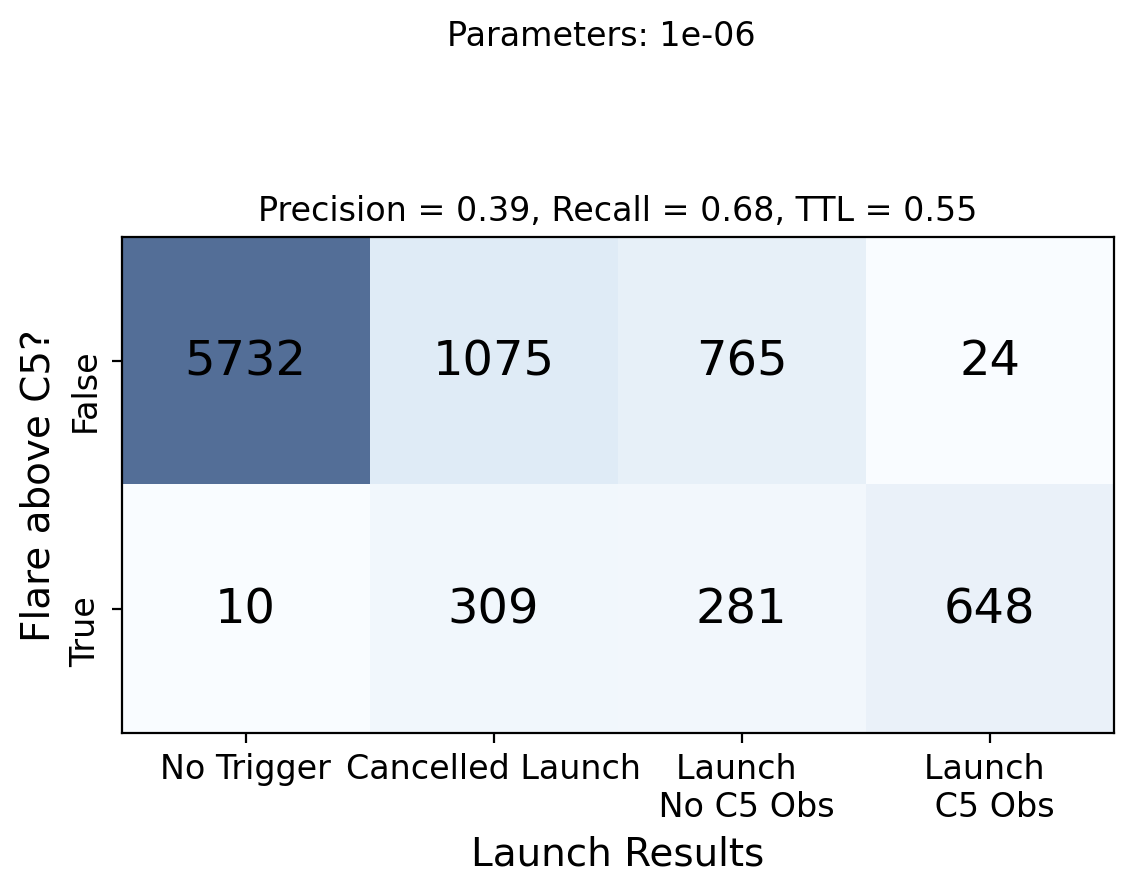 Parameters: 1e-06
Precision = 0.39, Recall = 0.68, TTL = 0.55
Flare above C5?
False
5732 1075 765 24
True
10 309 281 648
No Trigger Cancelled Launch Launch Launch
No C5 Obs C5 Obs
Launch Results